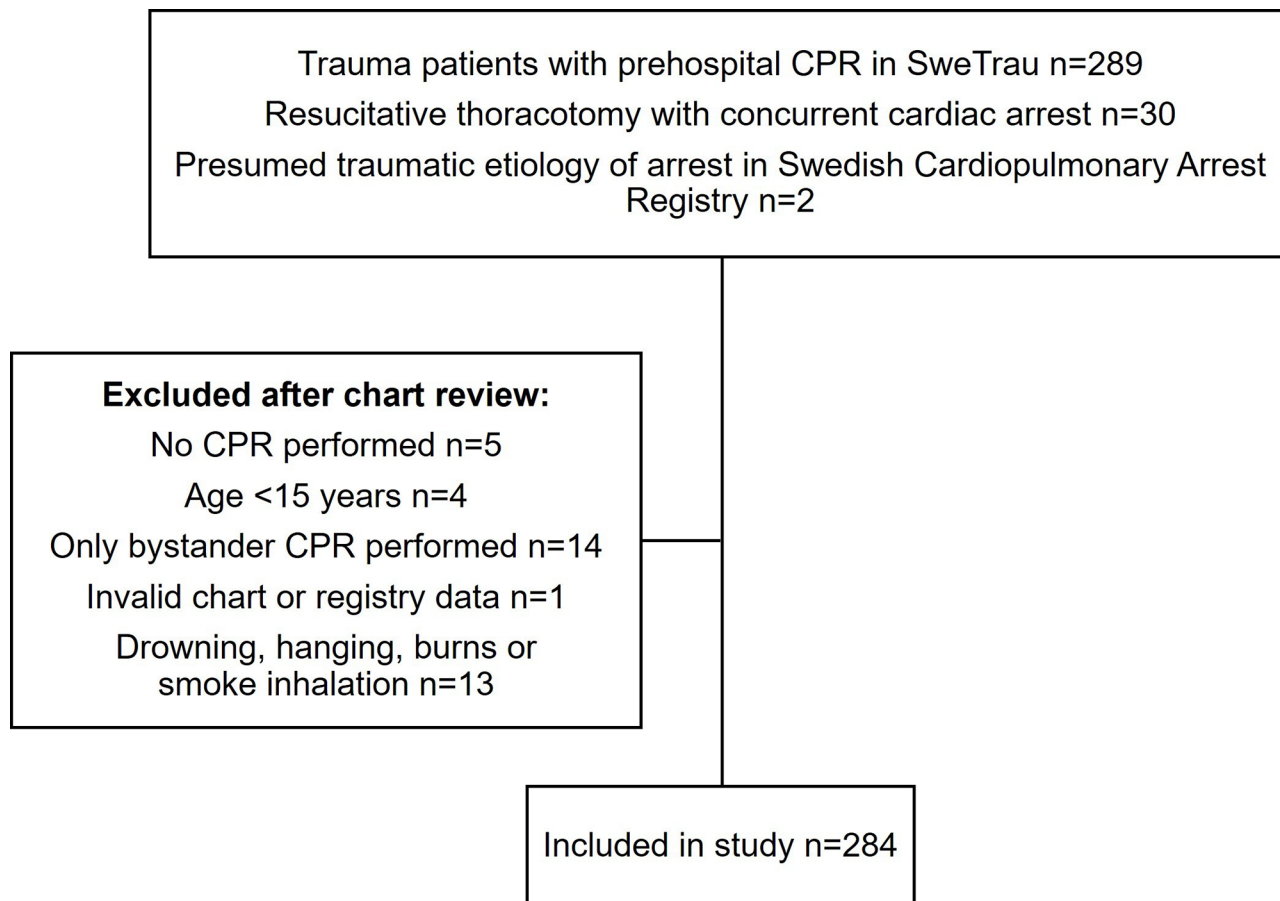 Trauma patients with prehospital CPR in SweTrau n=289
Resucitative thoracotomy with concurrent cardiac arrest n=30
Presumed traumatic etiology of arrest in Swedish Cardiopulmonary Arrest
Registry n=2
Excluded after chart review:
No CPR performed n=5
Age <15 years n=4
Only bystander CPR performed n=14
Invalid chart or registry data n=1
Drowning, hanging, burns or
smoke inhalation n=13
Included in study n=284